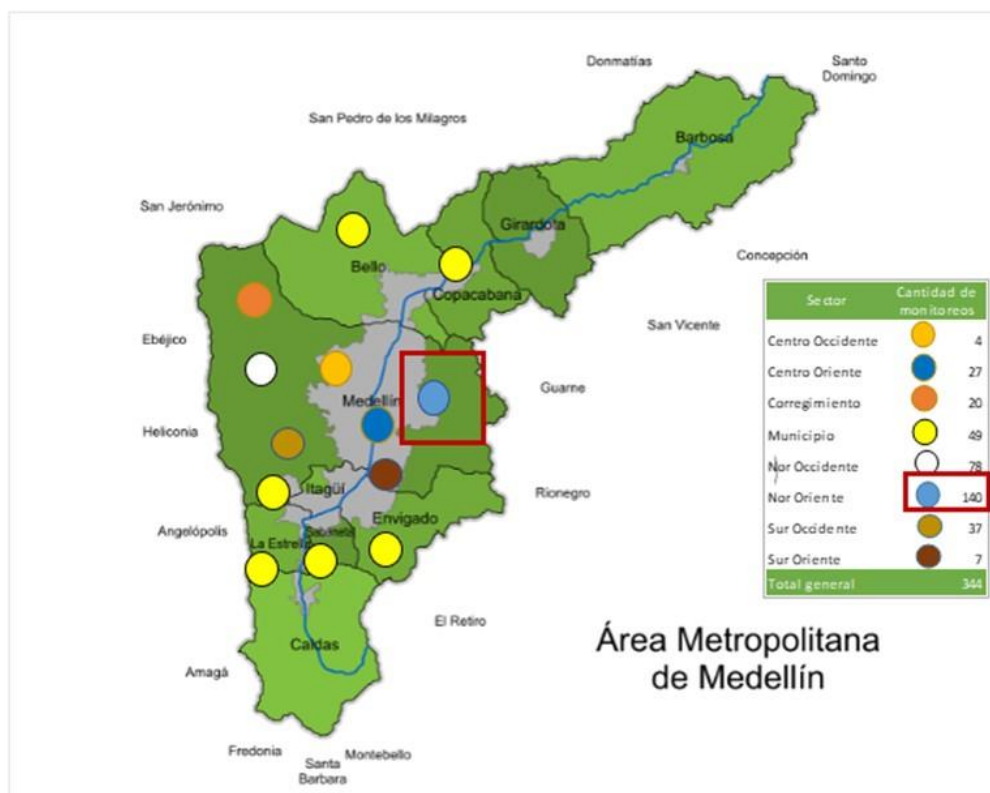 Donmatías
Santo
Domingo
San Pedro de los Milagros
Barbosa
San Jerónimo
Girardota
Concepción
Bello
Copacabana
San Vicente
Ebéjico
Guarne
Medellín
Heliconia
Itagüí
Rionegro
Angelópolis
Envigado
La Estrella
Sabaneta
El Retiro
Caldas
Amagá
Fredonia
Santa
Barbara
Montebello
Sector Cantidad de
monitoreos
Centro Occidente 4
Centro Oriente 27
Corregimiento 20
Municipio 49
Nor Occidente 78
Nor Oriente 140
Sur Occidente 37
Sur Oriente 7
Total general 344
Área Metropolitana
de Medellín